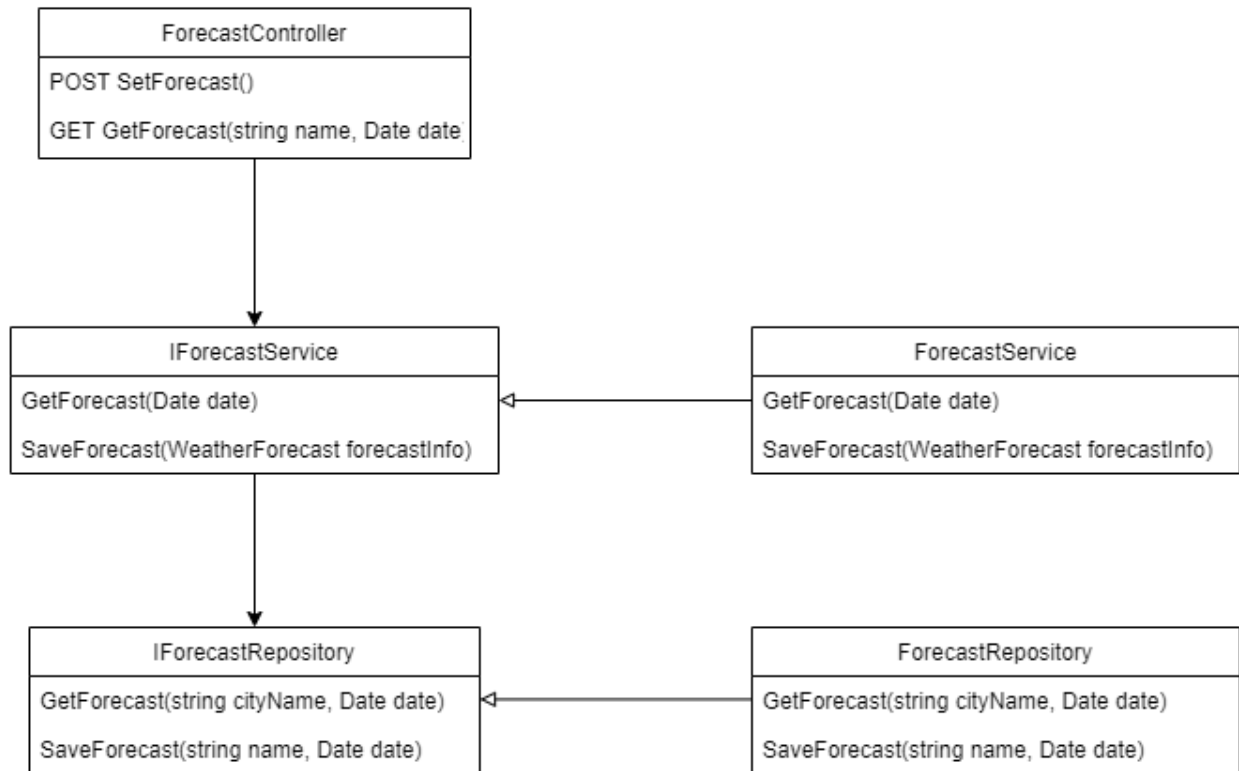 ForecastController
POST SetForecast()
GET GetForecast(string name, Date date)
IForecastService
GetForecast(Date date)
SaveForecast(WeatherForecast forecastInfo)
ForecastService
GetForecast(Date date)
SaveForecast(WeatherForecast forecastInfo)
IForecastRepository
GetForecast(string cityName, Date date)
SaveForecast(string name, Date date)
ForecastRepository
GetForecast(string cityName, Date date)
SaveForecast(string name, Date date)